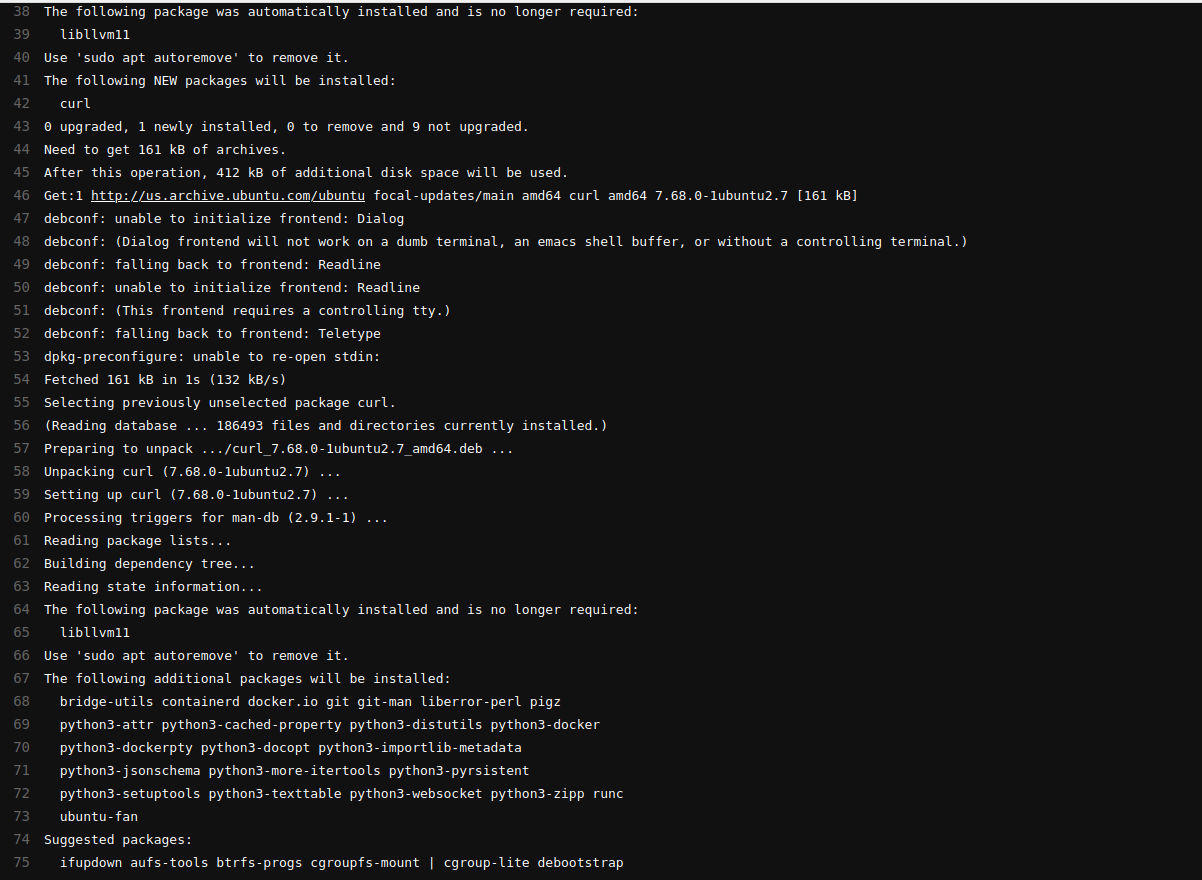 38 The following package was automatically installed and is no longer required:
39   libllvm11
40 Use 'sudo apt autoremove' to remove it.
41 The following NEW packages will be installed:
42   curl
43 0 upgraded, 1 newly installed, 0 to remove and 9 not upgraded.
44 Need to get 161 kB of archives.
45 After this operation, 412 kB of additional disk space will be used.
46 Get:1 http://us.archive.ubuntu.com/ubuntu focal-updates/main amd64 curl amd64 7.68.0-1ubuntu2.7 [161 kB]
47 debconf: unable to initialize frontend: Dialog
48 debconf: (Dialog frontend will not work on a dumb terminal, an emacs shell buffer, or without a controlling terminal.)
49 debconf: falling back to frontend: Readline
50 debconf: unable to initialize frontend: Readline
51 debconf: (This frontend requires a controlling tty.)
52 debconf: falling back to frontend: Teletype
53 dpkg-preconfigure: unable to re-open stdin:
54 Fetched 161 kB in 1s (132 kB/s)
55 Selecting previously unselected package curl.
56 (Reading database ... 186493 files and directories currently installed.)
57 Preparing to unpack .../curl_7.68.0-1ubuntu2.7_amd64.deb ...
58 Unpacking curl (7.68.0-1ubuntu2.7) ...
59 Setting up curl (7.68.0-1ubuntu2.7) ...
60 Processing triggers for man-db (2.9.1-1) ...
61 Reading package lists...
62 Building dependency tree...
63 Reading state information...
64 The following package was automatically installed and is no longer required:
65   libllvm11
66 Use 'sudo apt autoremove' to remove it.
67 The following additional packages will be installed:
68   bridge-utils containerd docker.io git git-man liberror-perl pigz
69   python3-attr python3-cached-property python3-distutils python3-docker
70   python3-dockerpty python3-docopt python3-importlib-metadata
71   python3-jsonschema python3-more-itertools python3-pyrsistent
72   python3-setuptools python3-texttable python3-websocket python3-zipp runc
73   ubuntu-fan
74 Suggested packages:
75   ifupdown aufs-tools btrfs-progs cgroupfs-mount | cgroup-lite debootstrap